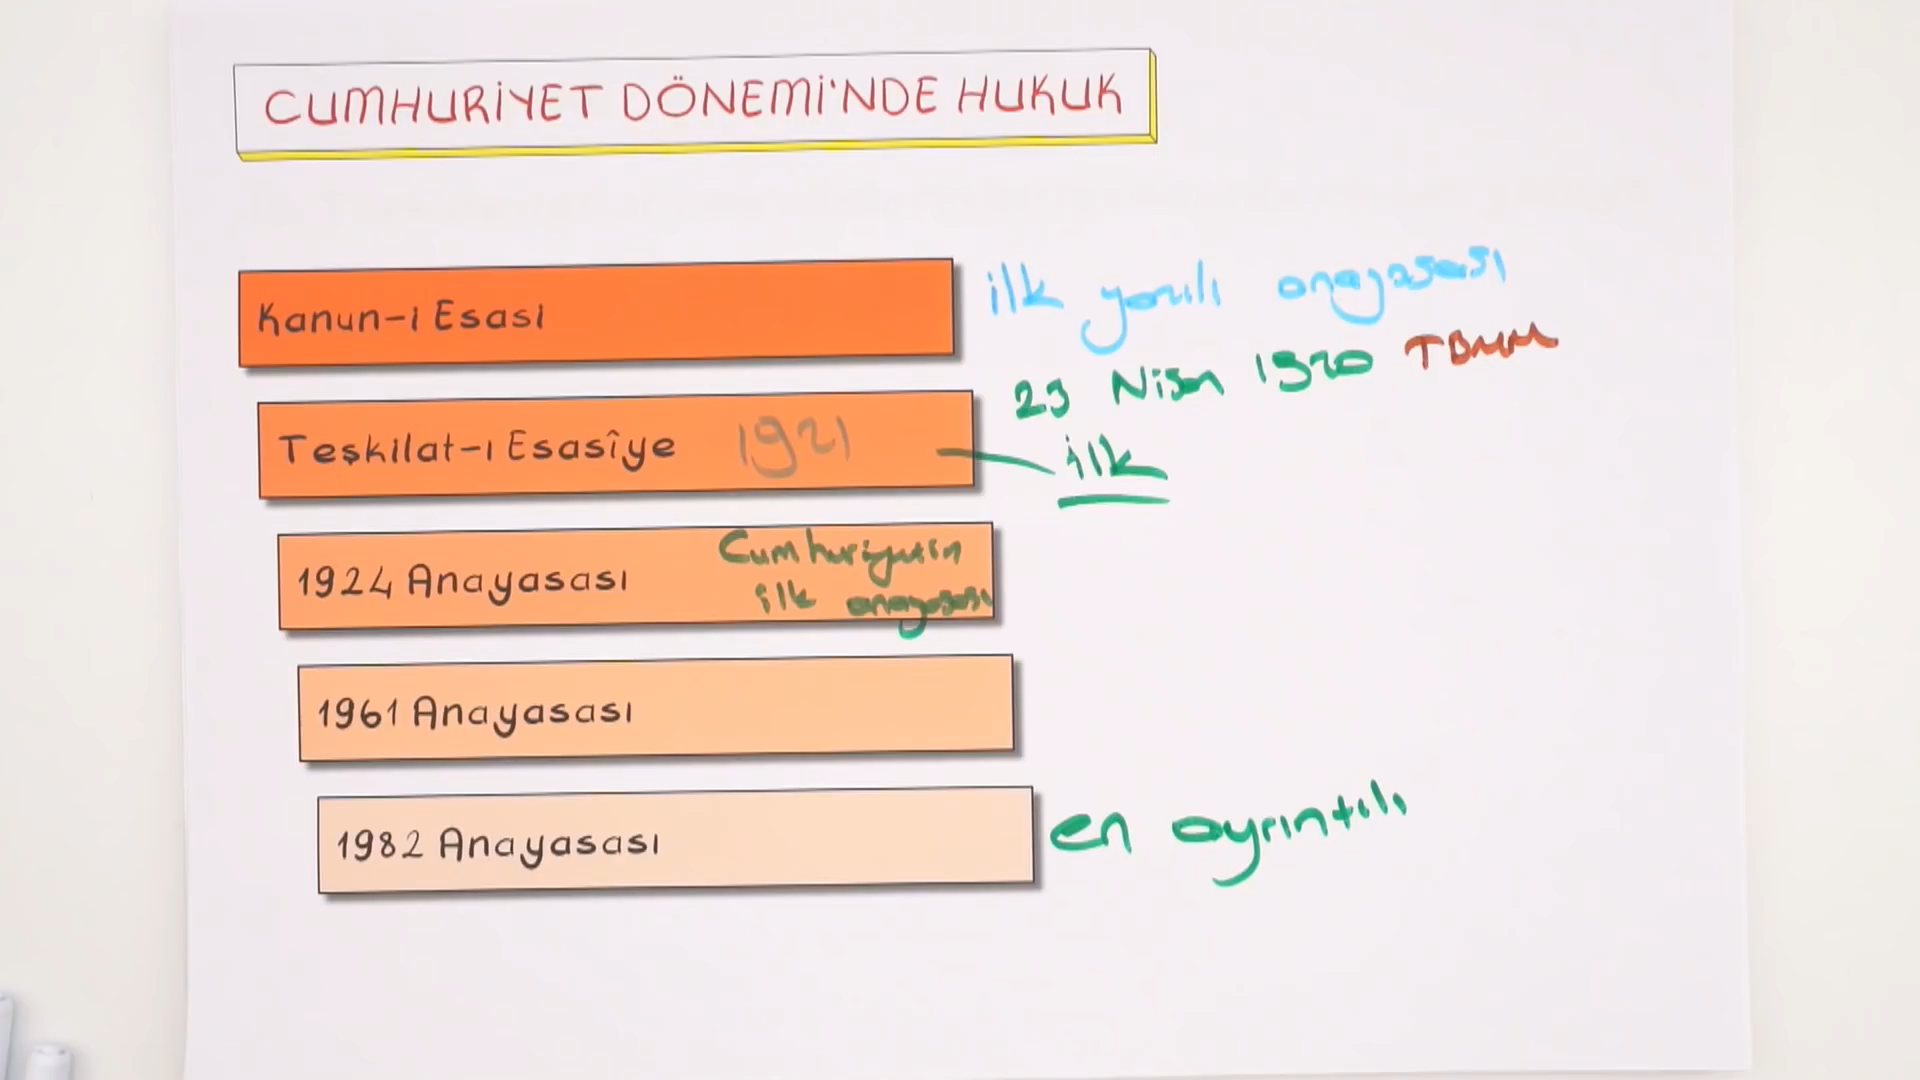 CUMHURİYET DÖNEMİ'NDE HUKUK
Kanun-ı Esasi
ilk yazılı anayasası
23 Nisan 1920 TBMM
Teşkilat-ı Esasîye 1921
ilk
1924 Anayasası
Cumhuriyetin
ilk anayasası
1961 Anayasası
1982 Anayasası
en ayrıntılı